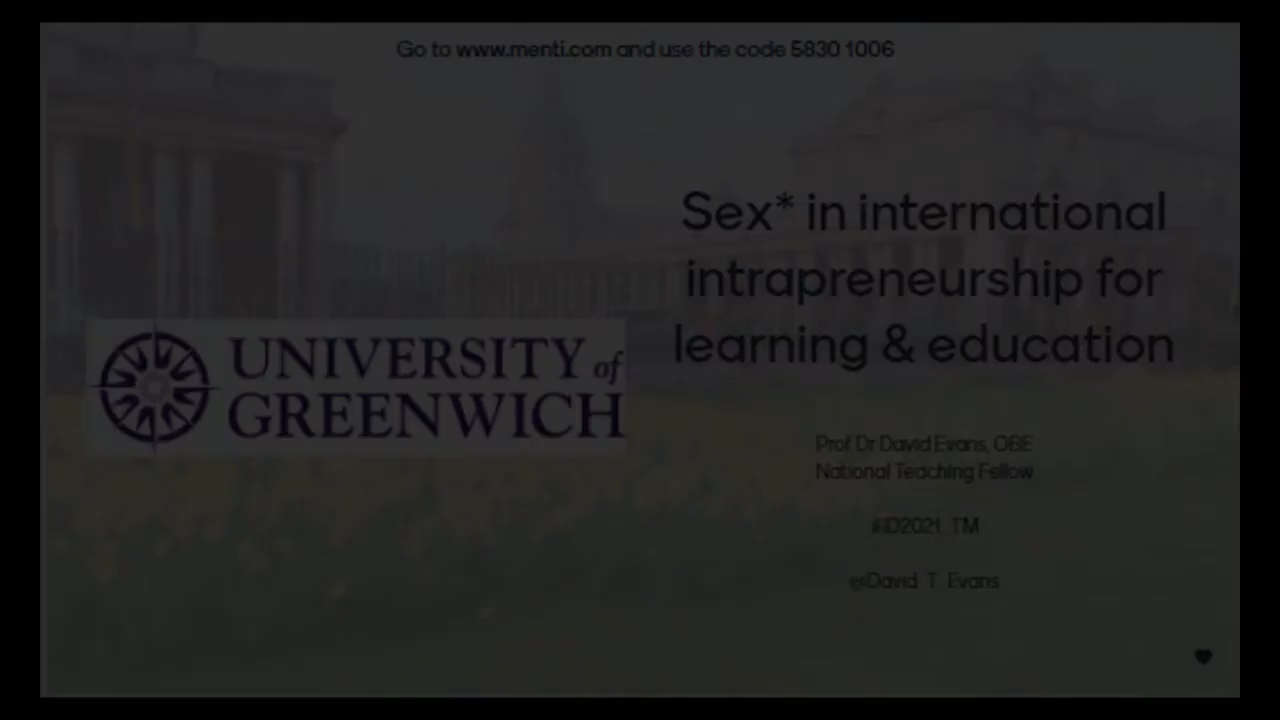 Go to www.menti.com and use the code 5830 1006
Sex* in international
intrapreneurship for
learning & education
UNIVERSITY of
GREENWICH
Prof Dr David Evans, OBE
National Teaching Fellow
#iD2021_TM
@David_T_Evans